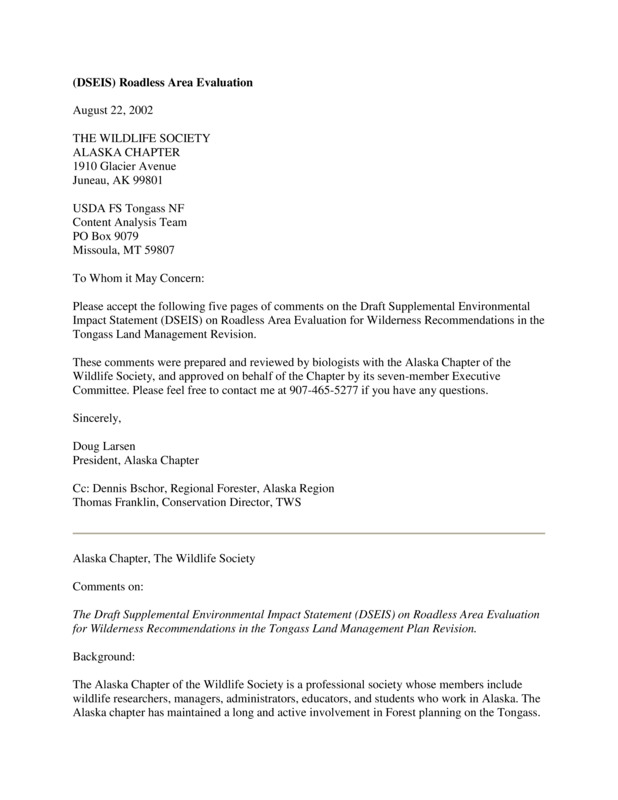 (DSEIS) Roadless Area Evaluation
August 22, 2002
THE WILDLIFE SOCIETY
ALASKA CHAPTER
1910 Glacier Avenue
Juneau, AK 99801
USDA FS Tongass NF
Content Analysis Team
PO Box 9079
Missoula, MT 59807
To Whom it May Concern:
Please accept the following five pages of comments on the Draft Supplemental Environmental
Impact Statement (DSEIS) on Roadless Area Evaluation for Wilderness Recommendations in the
Tongass Land Management Revision.
These comments were prepared and reviewed by biologists with the Alaska Chapter of the
Wildlife Society, and approved on behalf of the Chapter by its seven-member Executive
Committee. Please feel free to contact me at 907-465-5277 if you have any questions.
Sincerely,
Doug Larsen
President, Alaska Chapter
Cc: Dennis Bschor, Regional Forester, Alaska Region
Thomas Franklin, Conservation Director, TWS
Alaska Chapter, The Wildlife Society
Comments on:
The Draft Supplemental Environmental Impact Statement (DSEIS) on Roadless Area Evaluation
for Wilderness Recommendations in the Tongass Land Management Plan Revision.
Background:
The Alaska Chapter of the Wildlife Society is a professional society whose members include
wildlife researchers, managers, administrators, educators, and students who work in Alaska. The
Alaska chapter has maintained a long and active involvement in Forest planning on the Tongass.